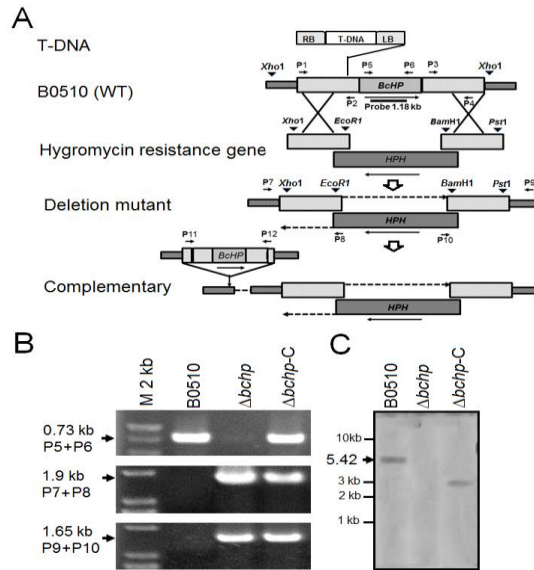 A
T-DNA
RB T-DNA LB
B0510 (WT)
Xho1 P1 P5 P6 P3 Xho1
BcHP
P2 P4
Probe 1.18 kb
Xho1 EcoR1 BamH1 Pst1
Hygromycin resistance gene
HPH
P7 Xho1 EcoR1 BamH1 Pst1 P9
Deletion mutant
HPH
P11 P12 P8 P10
BcHP
Complementary
HPH
B
M 2 kb B0510 Δbchp Δbchp-C
0.73 kb
P5+P6
1.9 kb
P7+P8
1.65 kb
P9+P10
C
B0510 Δbchp Δbchp-C
10kb
5.42
3 kb
2 kb
1 kb